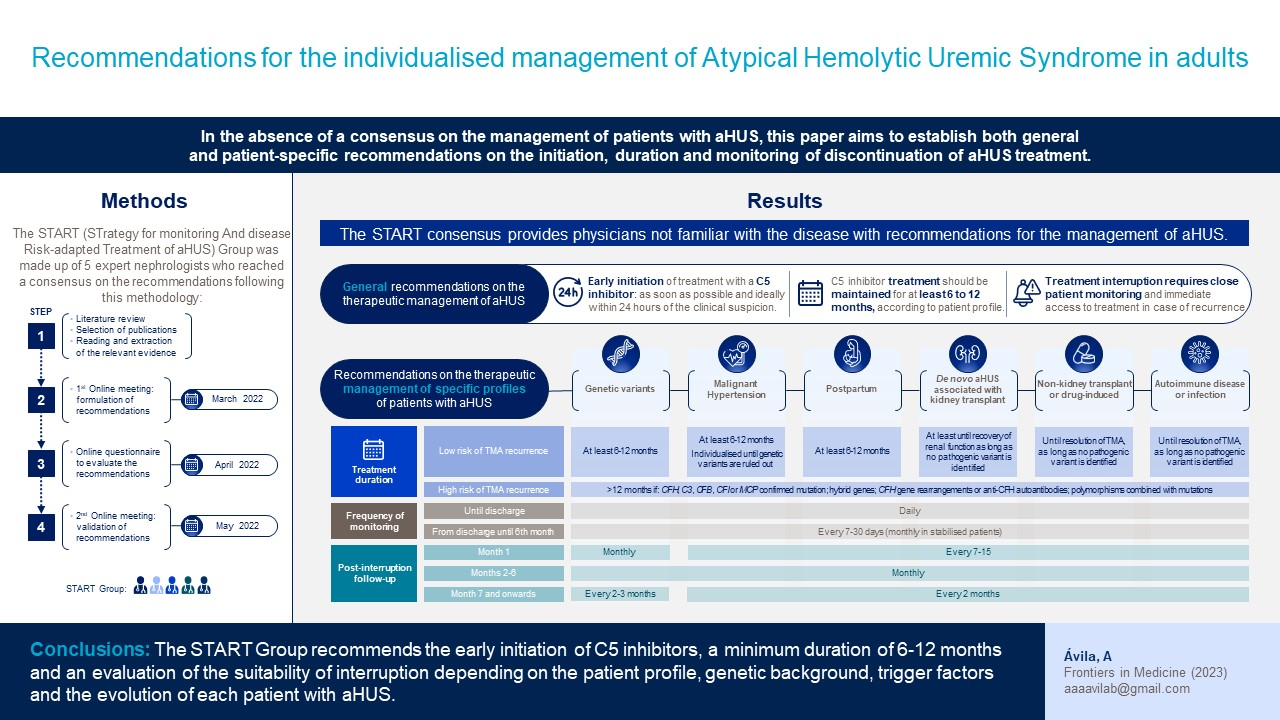 Recommendations for the individualised management of Atypical Hemolytic Uremic Syndrome in adults
In the absence of a consensus on the management of patients with aHUS, this paper aims to establish both general
and patient-specific recommendations on the initiation, duration and monitoring of discontinuation of aHUS treatment.
Methods
The START (STrategy for monitoring And disease
Risk-adapted Treatment of aHUS) Group was
made up of 5 expert nephrologists who reached
a consensus on the recommendations following
this methodology:
STEP
1
• Literature review
• Selection of publications
• Reading and extraction
of the relevant evidence
2
• 1st Online meeting:
formulation of
recommendations
March 2022
3
• Online questionnaire
to evaluate the
recommendations
April 2022
4
• 2nd Online meeting:
validation of
recommendations
May 2022
START Group:
Results
The START consensus provides physicians not familiar with the disease with recommendations for the management of aHUS.
General recommendations on the
therapeutic management of aHUS
24h
Early initiation of treatment with a C5
inhibitor: as soon as possible and ideally
within 24 hours of the clinical suspicion.
C5 inhibitor treatment should be
maintained for at least 6 to 12
months, according to patient profile.
Treatment interruption requires close
patient monitoring and immediate
access to treatment in case of recurrence
Recommendations on the therapeutic
management of specific profiles
of patients with aHUS
Genetic variants
Malignant
Hypertension
Postpartum
De novo aHUS
associated with
kidney transplant
Non-kidney transplant
or drug-induced
Autoimmune disease
or infection
Treatment
duration
Low risk of TMA recurrence
At least 6-12 months
At least 6-12 months
Individualised until genetic
variants are ruled out
At least 6-12 months
At least until recovery of
renal function as long as
no pathogenic variant is
identified
Until resolution of TMA,
as long as no pathogenic
variant is identified
Until resolution of TMA,
as long as no pathogenic
variant is identified
High risk of TMA recurrence
>12 months if: CFH, C3, CFB, CFI or MCP confirmed mutation; hybrid genes; CFH gene rearrangements or anti-CFH autoantibodies; polymorphisms combined with mutations
Frequency of
monitoring
Until discharge
Daily
From discharge until 6th month
Every 7-30 days (monthly in stabilised patients)
Post-interruption
follow-up
Month 1
Monthly
Every 7-15
Months 2-6
Monthly
Month 7 and onwards
Every 2-3 months
Every 2 months
Conclusions: The START Group recommends the early initiation of C5 inhibitors, a minimum duration of 6-12 months
and an evaluation of the suitability of interruption depending on the patient profile, genetic background, trigger factors
and the evolution of each patient with aHUS.
Ávila, A
Frontiers in Medicine (2023)
aaaavilab@gmail.com